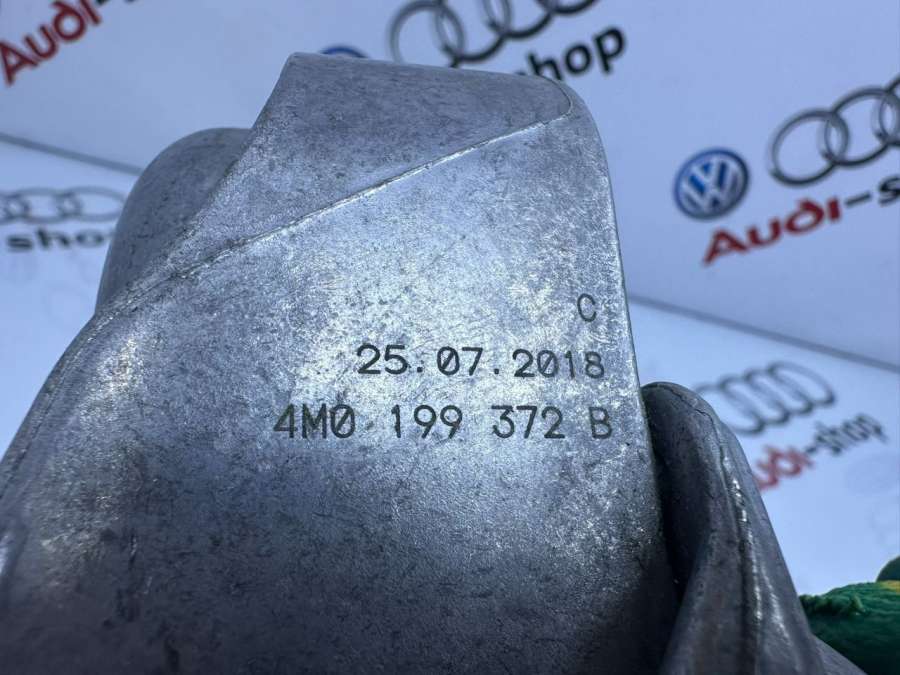 Audi-
-shop
Audi-s
shop
C
25.07.2018
4M0 199 372 B
Audi-shop